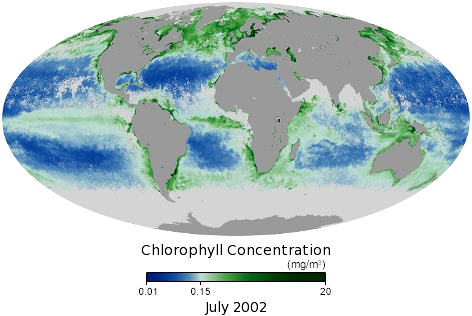 Chlorophyll Concentration
(mg/m³)
0.01 0.15 20
July 2002